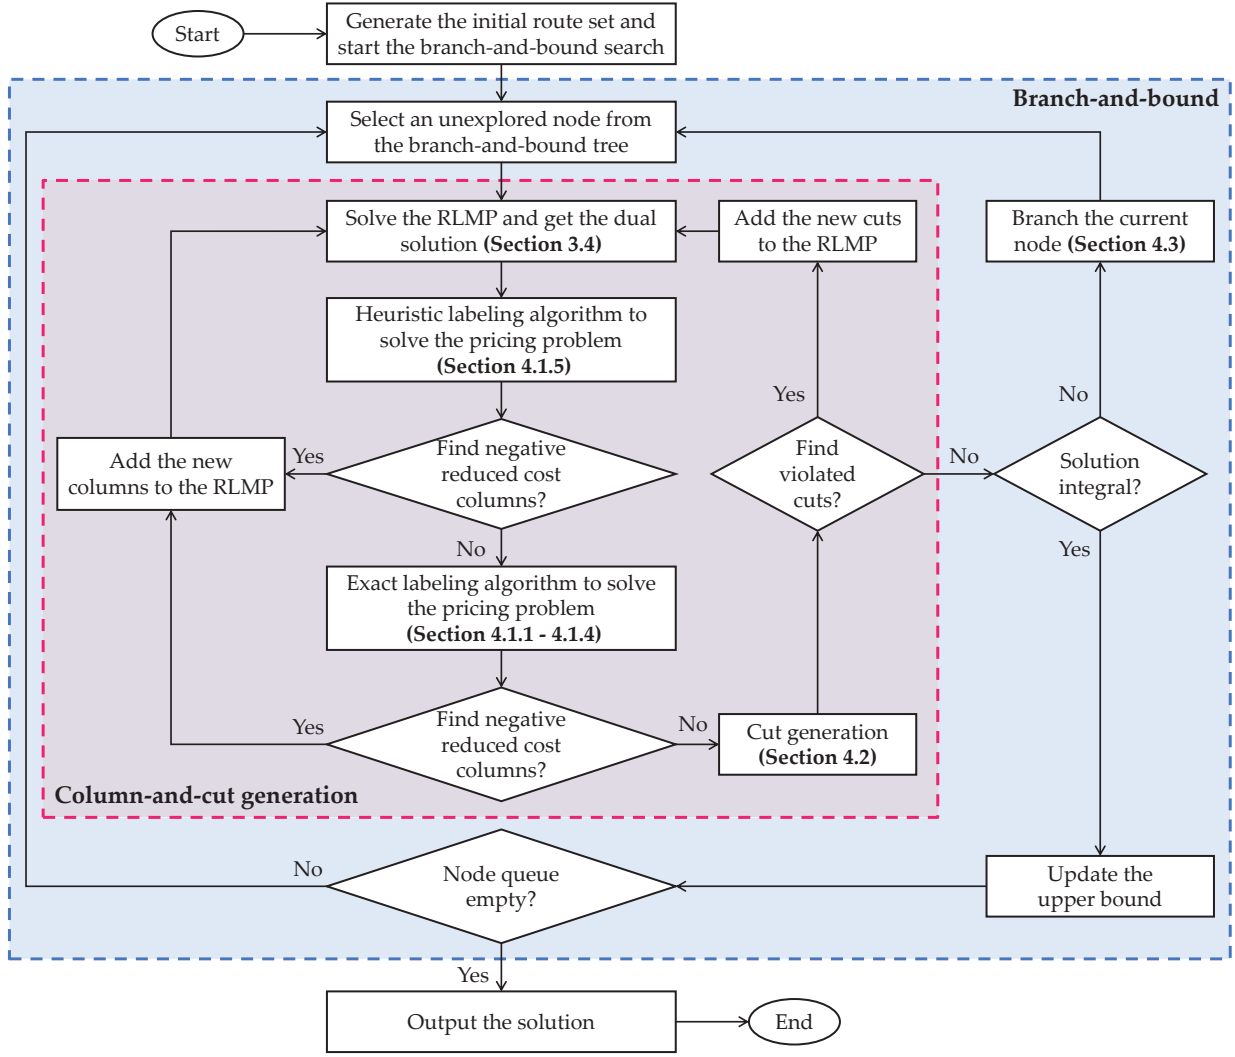 Start
Generate the initial route set and
start the branch-and-bound search
Branch-and-bound
Select an unexplored node from
the branch-and-bound tree
Solve the RLMP and get the dual
solution (Section 3.4)
Add the new cuts
to the RLMP
Branch the current
node (Section 4.3)
Heuristic labeling algorithm to
solve the pricing problem
(Section 4.1.5)
Yes
No
Add the new
columns to the RLMP
Yes
Find negative
reduced cost
columns?
Find
violated
cuts?
No
Solution
integral?
No
Yes
Exact labeling algorithm to solve
the pricing problem
(Section 4.1.1 - 4.1.4)
Yes
Find negative
reduced cost
columns?
No
Cut generation
(Section 4.2)
Column-and-cut generation
No
Node queue
empty?
Update the
upper bound
Yes
Output the solution
End